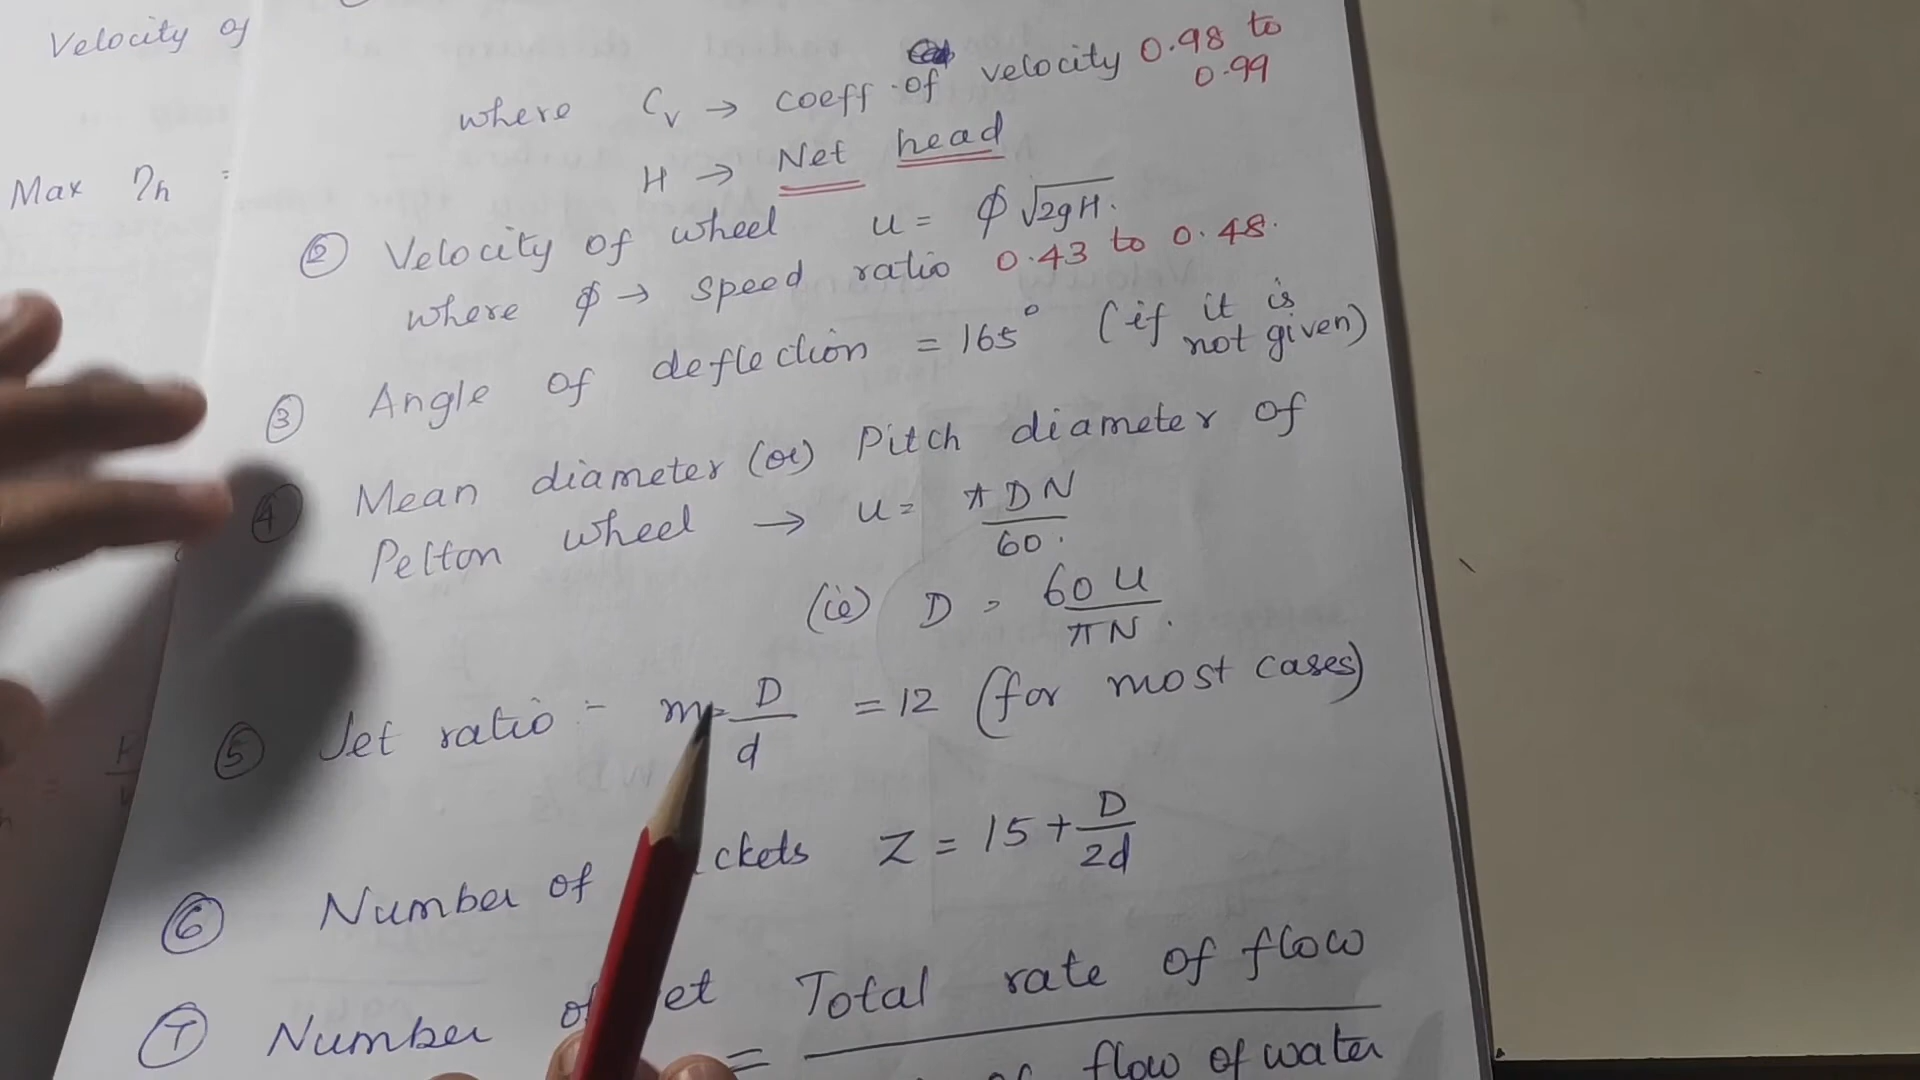 Velocity of
Max ηh =
where Cv → coeff. of velocity 0.98 to 0.99
H → Net head
② Velocity of wheel u = ϕ √2gH.
where ϕ → speed ratio 0.43 to 0.48.
③ Angle of deflection = 165° (if it is not given)
④ Mean diameter (or) Pitch diameter of
Pelton wheel → u = πDN/60.
(ie) D = 60u/πN.
⑤ Jet ratio :- m = D/d = 12 (for most cases)
⑥ Number of ckets Z = 15 + D/2d
⑦ Number of et = Total rate of flow
flow of water